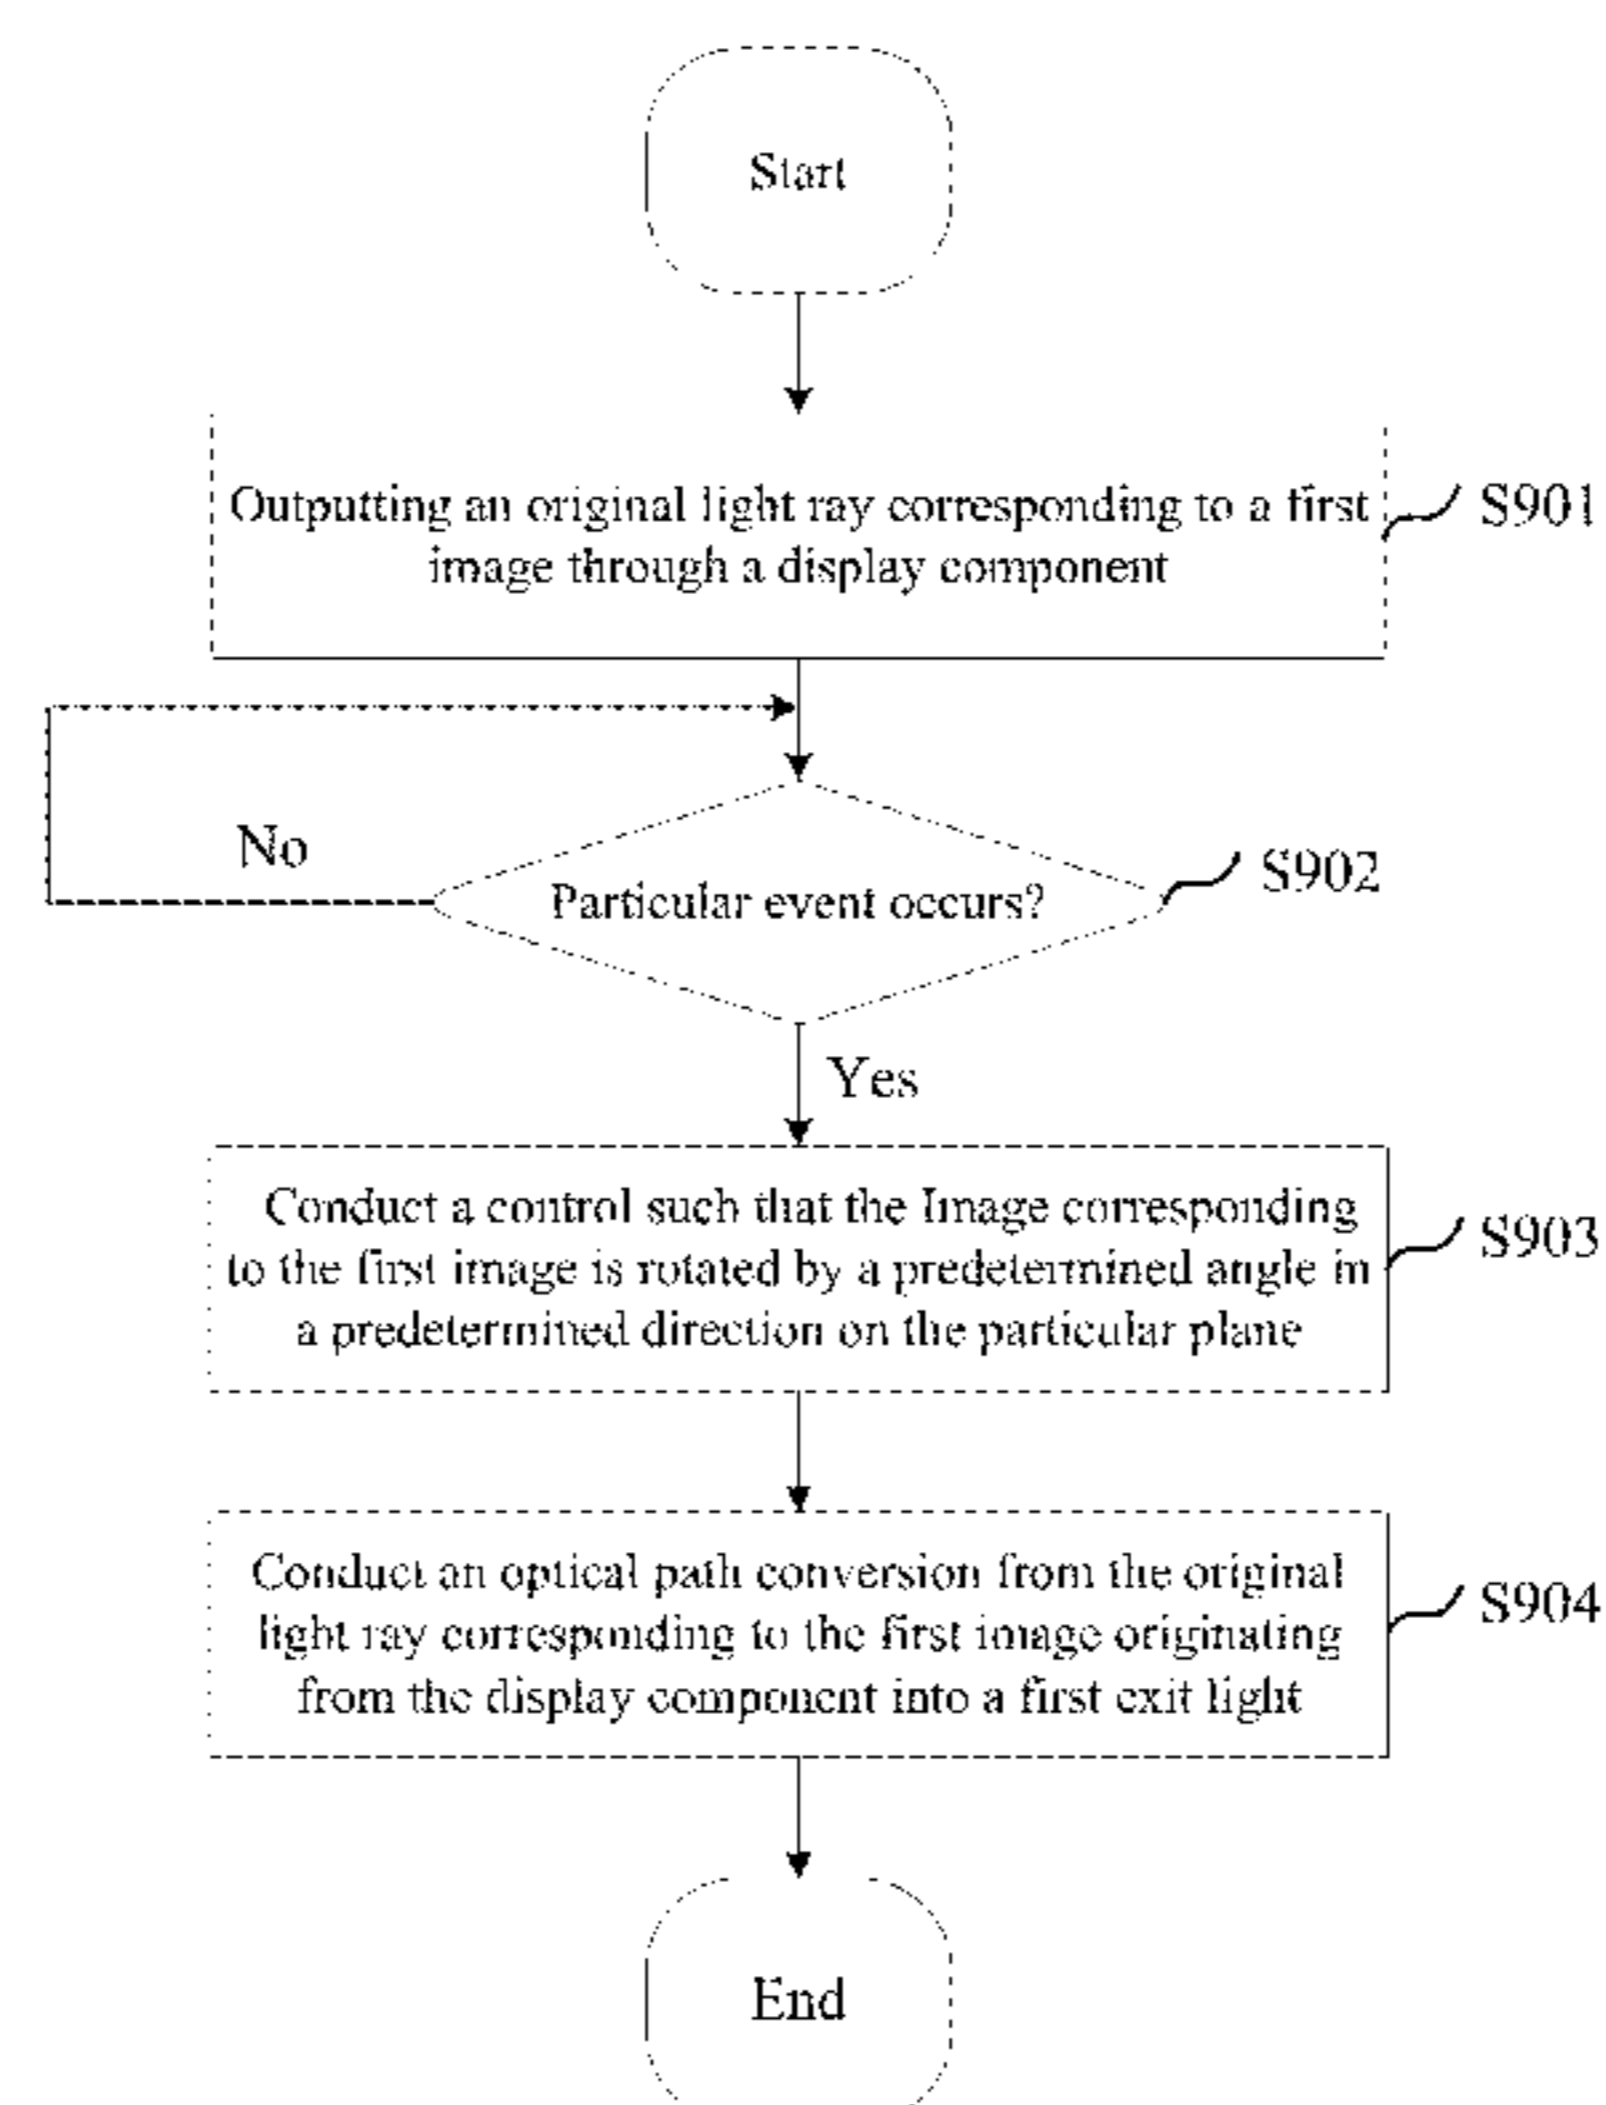 Start
Outputting an original light ray corresponding to a first
image through a display component
S901
No
Particular event occurs?
S902
Yes
Conduct a control such that the Image corresponding
to the first image is rotated by a predetermined angle in
a predetermined direction on the particular plane
S903
Conduct an optical path conversion from the original
light ray corresponding to the first image originating
from the display component into a first exit light
S904
End